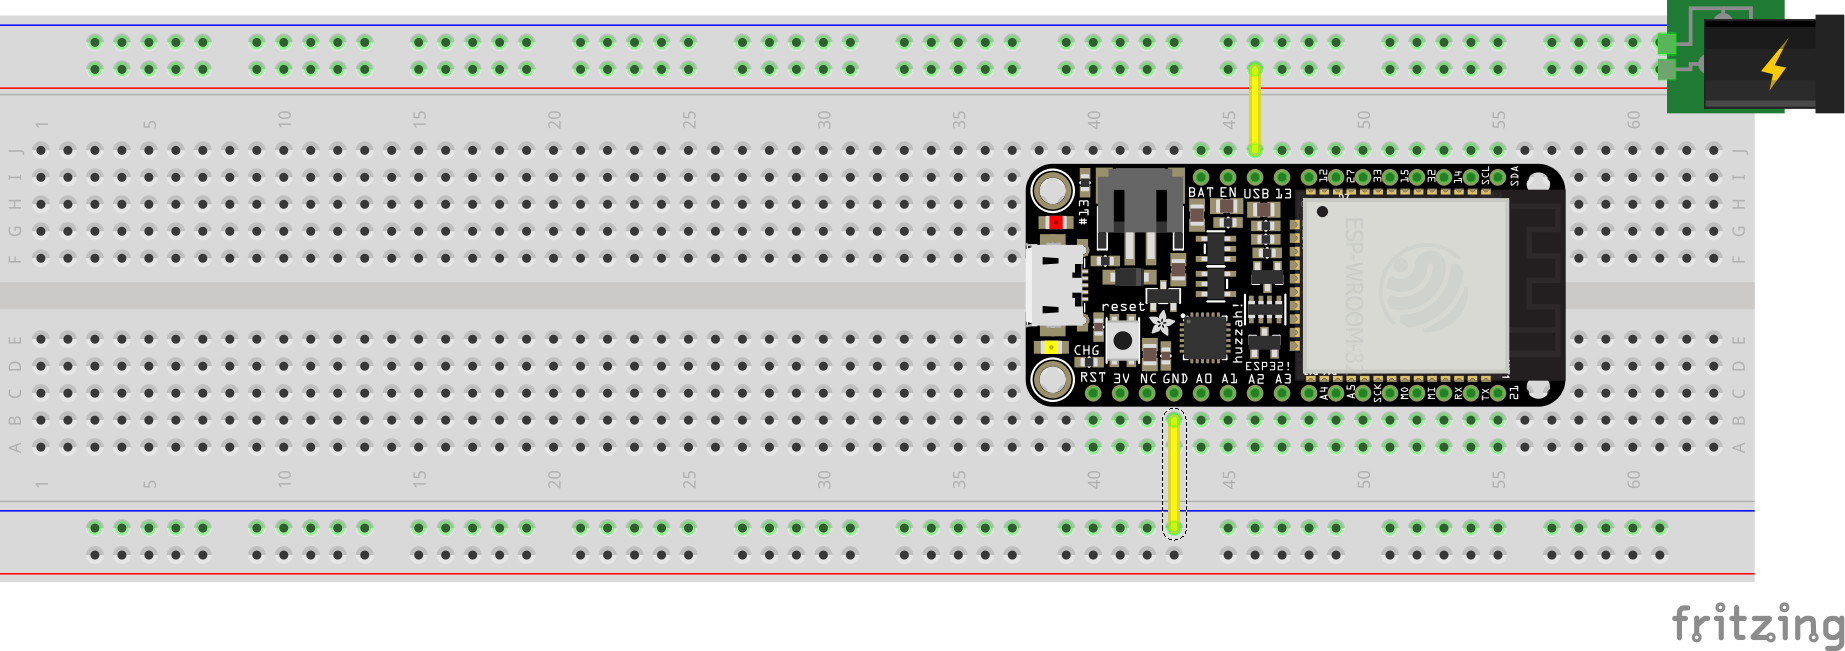 1 5 10 15 20 25 30 35 40 45 50 55 60
J J
I I
H H
G G
F F
BAT EN USB 13 12 27 33 15 32 14 SCL SDA
#13
ESP-WROOM-3
reset
huzzah!
CHG
ESP32!
RST 3V NC GND A0 A1 A2 A3 A4 A5 SCK MO MI RX TX 21
E E
D D
C C
B B
A A
1 5 10 15 20 25 30 35 40 45 50 55 60
fritzing